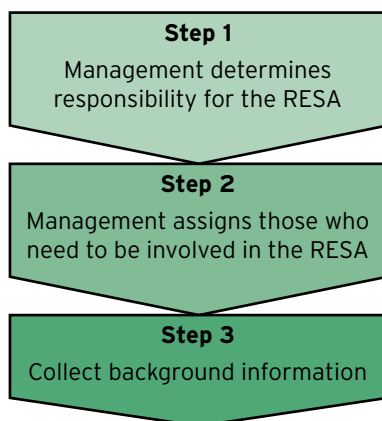 Step 1
Management determines
responsibility for the RESA
Step 2
Management assigns those who
need to be involved in the RESA
Step 3
Collect background information